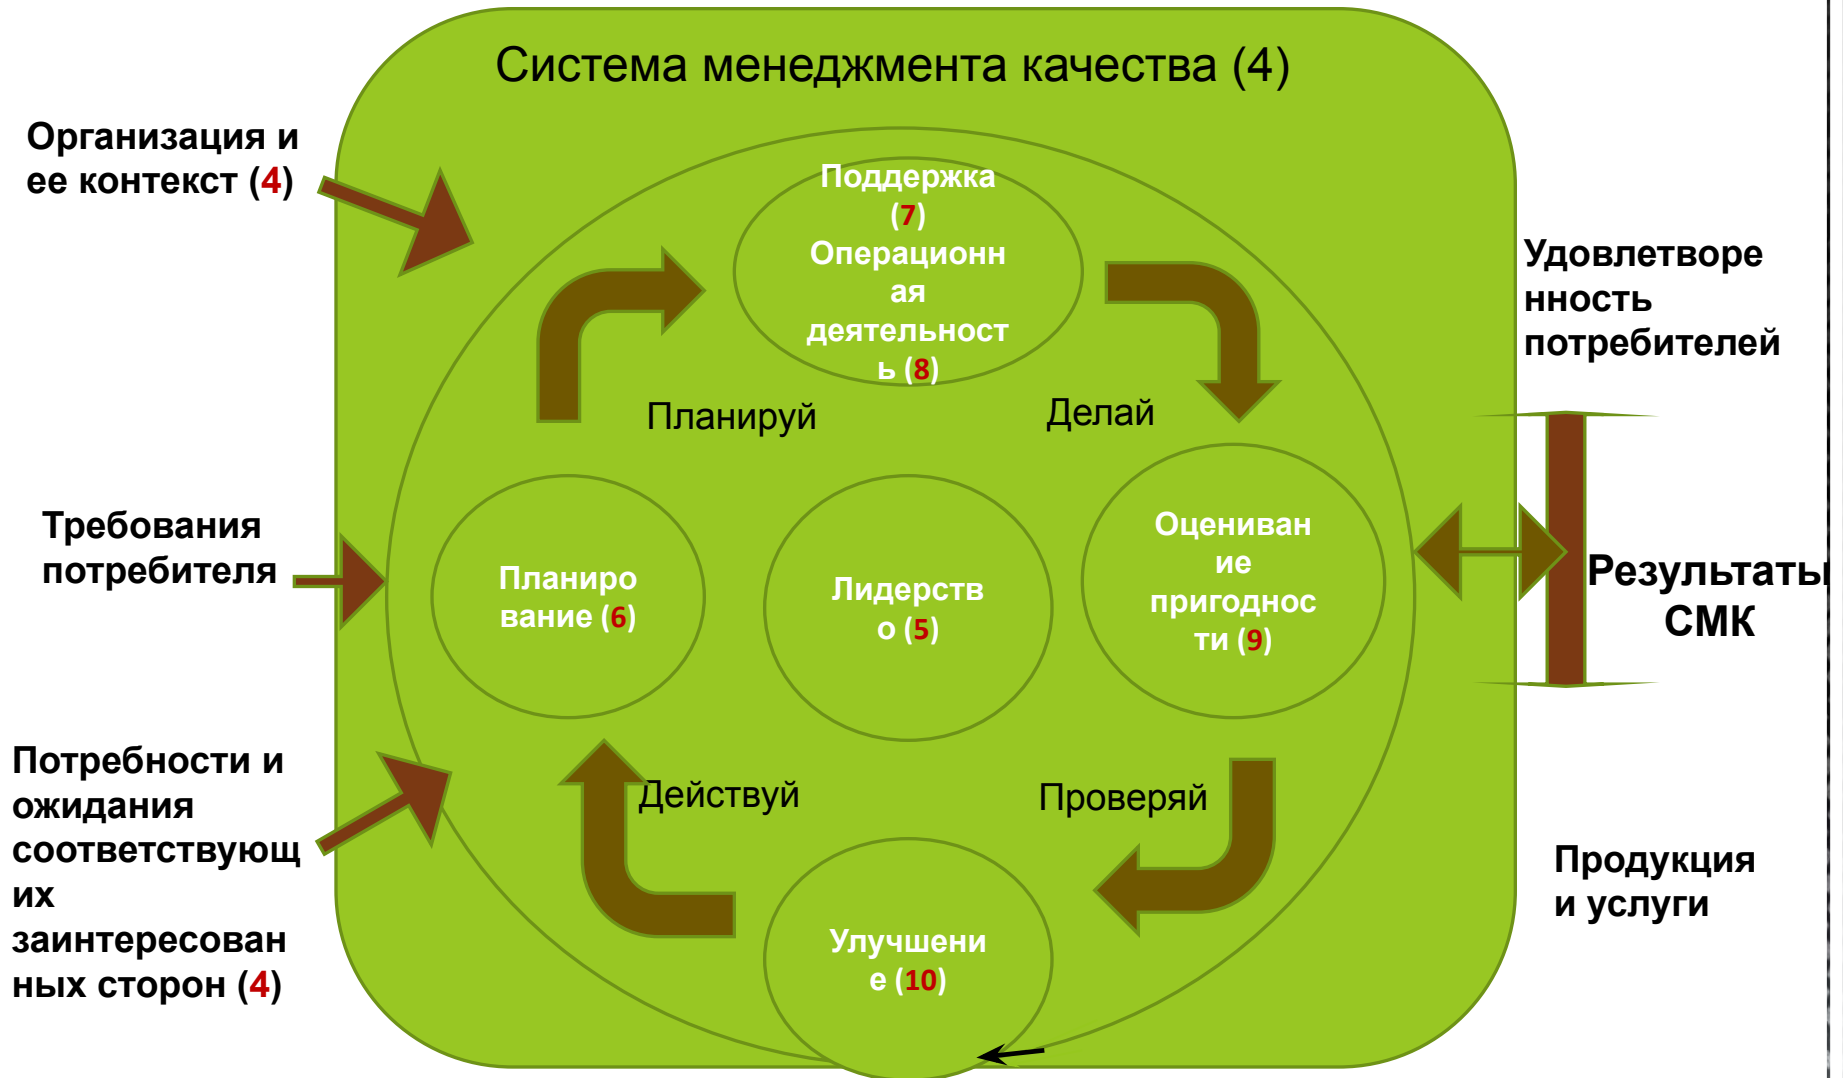 Система менеджмента качества (4)
Организация и
ее контекст (4)
Требования
потребителя
Потребности и
ожидания
соответствующ
их
заинтересован
ных сторон (4)
Поддержка
(7)
Операционн
ая
деятельност
ь (8)
Планируй
Делай
Планиро
вание (6)
Лидерств
о (5)
Оцениван
ие
пригоднос
ти (9)
Действуй
Проверяй
Улучшени
е (10)
Удовлетворе
нность
потребителей
Результаты
СМК
Продукция
и услуги